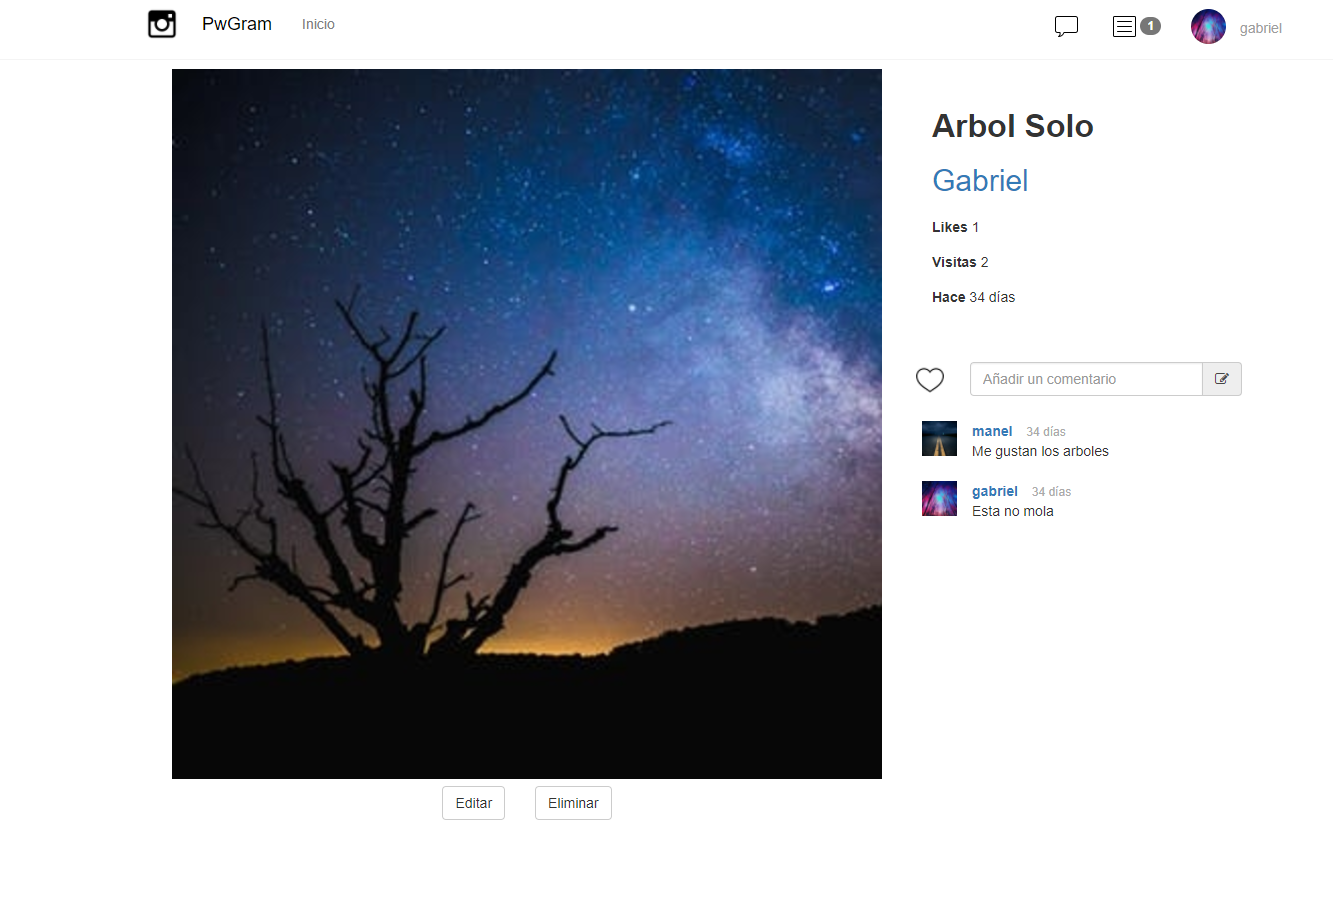 PwGram
Inicio
1
gabriel
Arbol Solo
Gabriel
Likes 1
Visitas 2
Hace 34 días
Añadir un comentario
manel 34 días
Me gustan los arboles
gabriel 34 días
Esta no mola
Editar
Eliminar